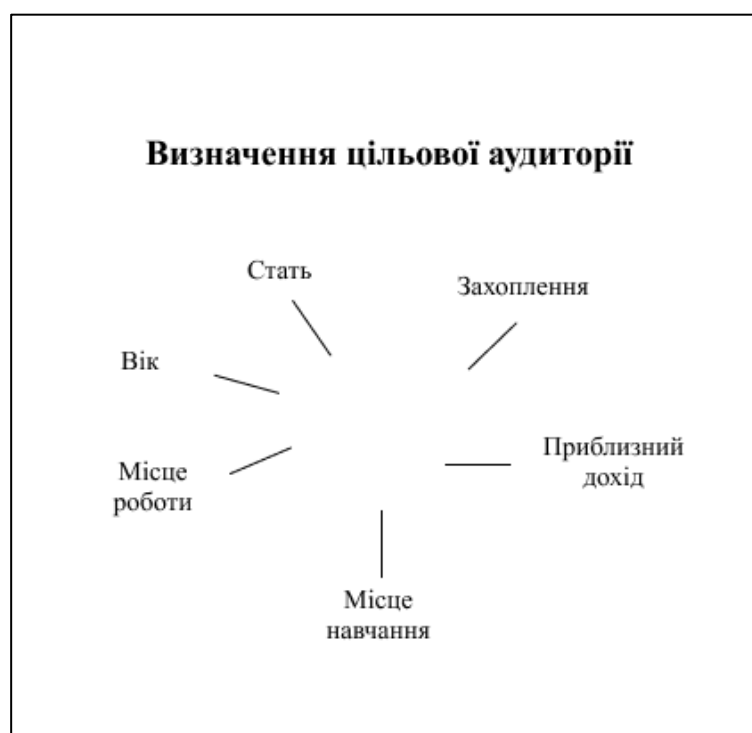 Визначення цільової аудиторії
Стать
Захоплення
Вік
Приблизний
дохід
Місце
роботи
Місце
навчання